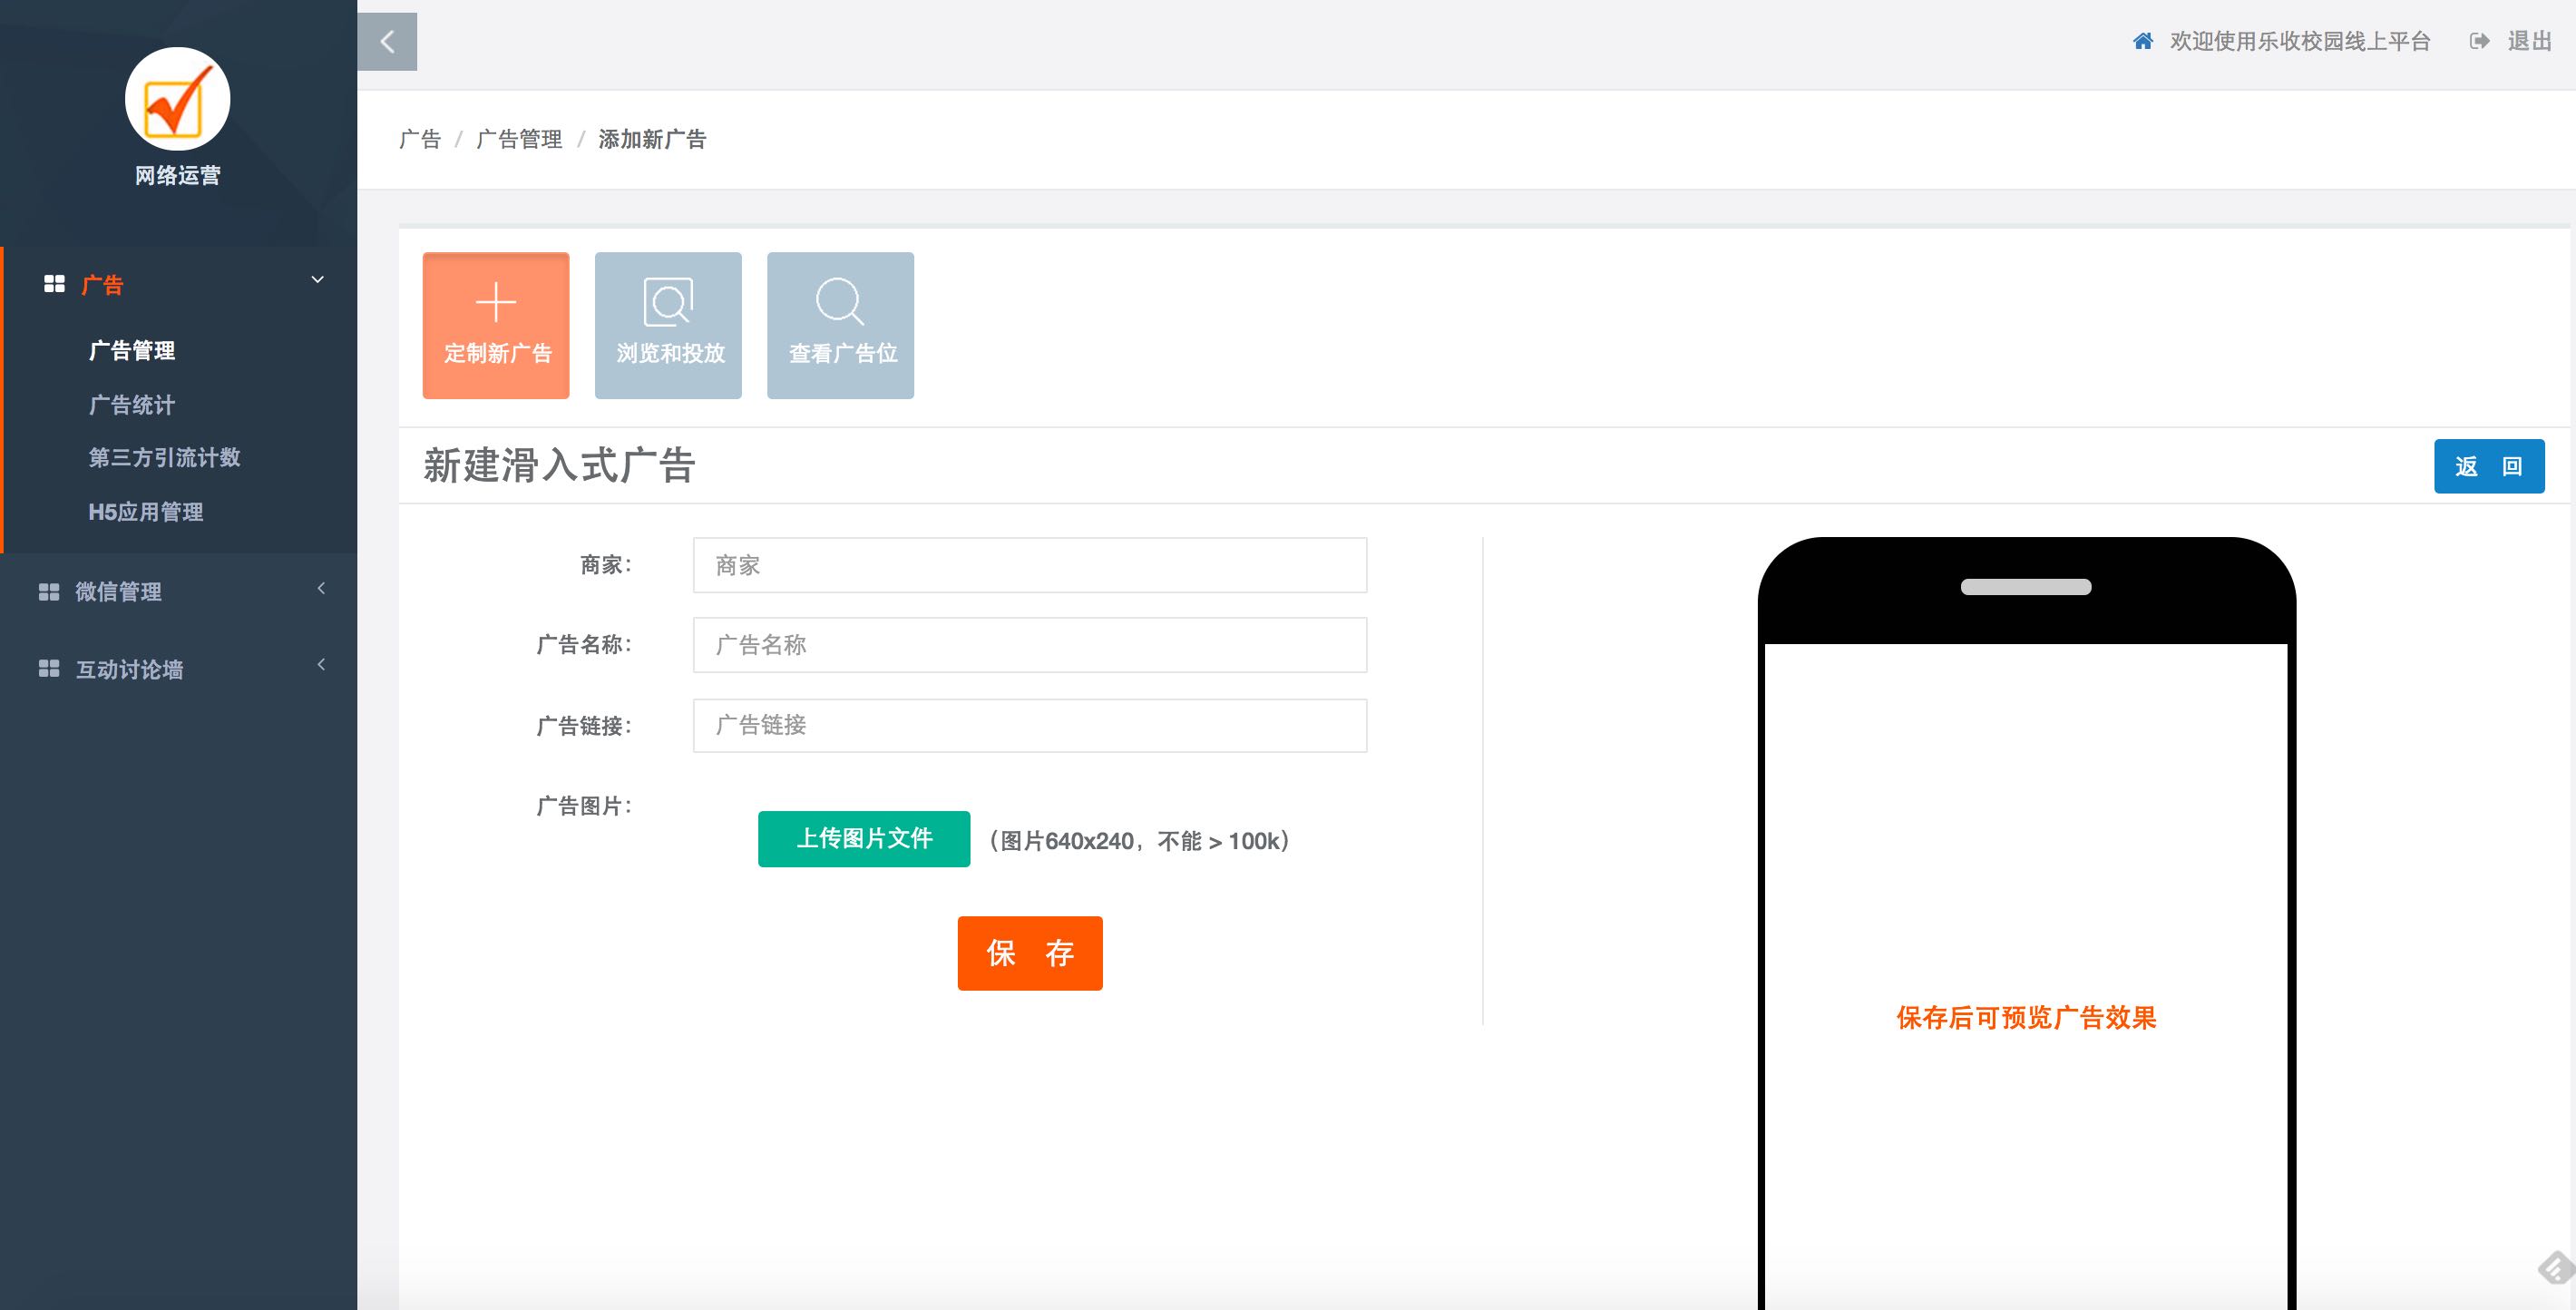 欢迎使用乐收校园线上平台 退出
网络运营
广告
广告管理
广告统计
第三方引流计数
H5应用管理
微信管理
互动讨论墙
广告 / 广告管理 / 添加新广告
定制新广告 浏览和投放 查看广告位
新建滑入式广告 返 回
商家: 商家
广告名称: 广告名称
广告链接: 广告链接
广告图片:
上传图片文件 (图片640x240，不能 > 100k)
保 存
保存后可预览广告效果